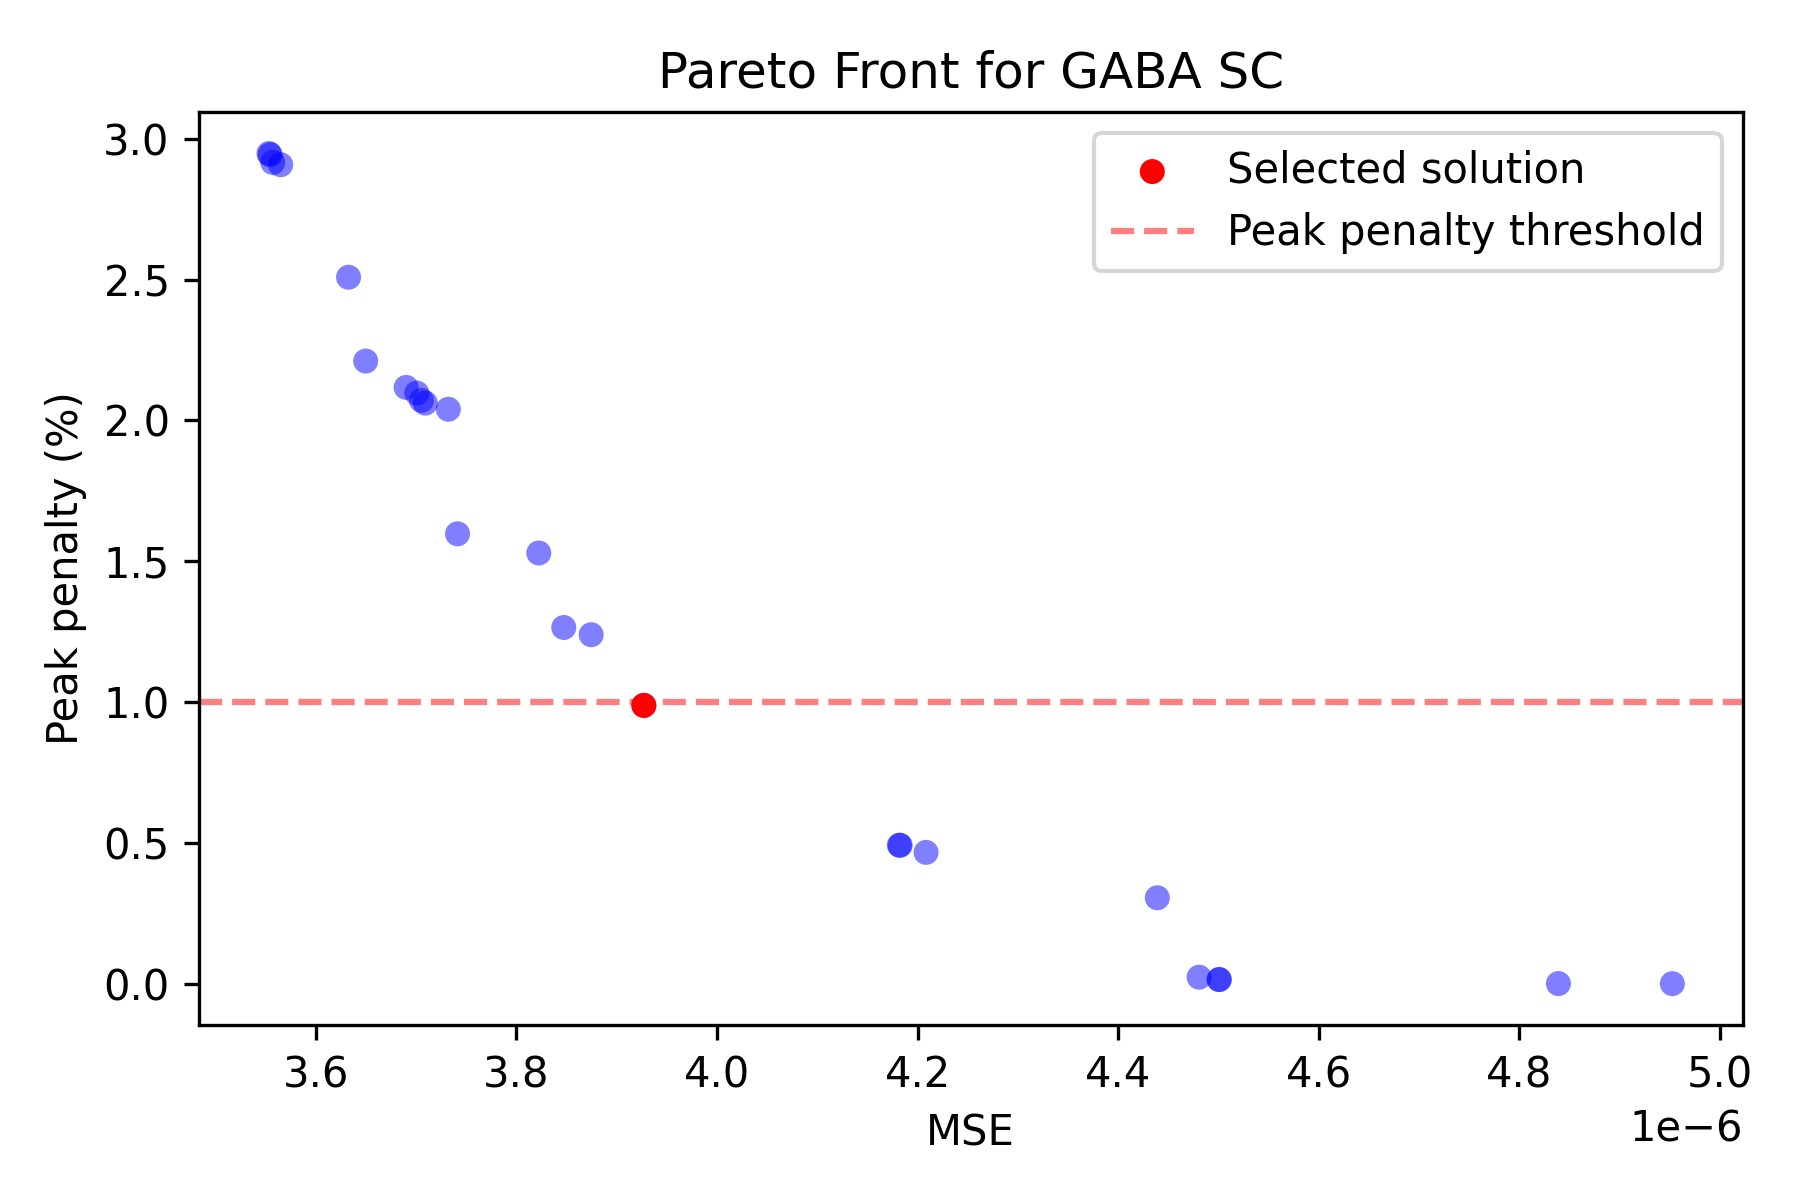 Pareto Front for GABA SC
Selected solution
Peak penalty threshold
Peak penalty (%)
3.0
2.5
2.0
1.5
1.0
0.5
0.0
3.6 3.8 4.0 4.2 4.4 4.6 4.8 5.0
MSE
1e−6